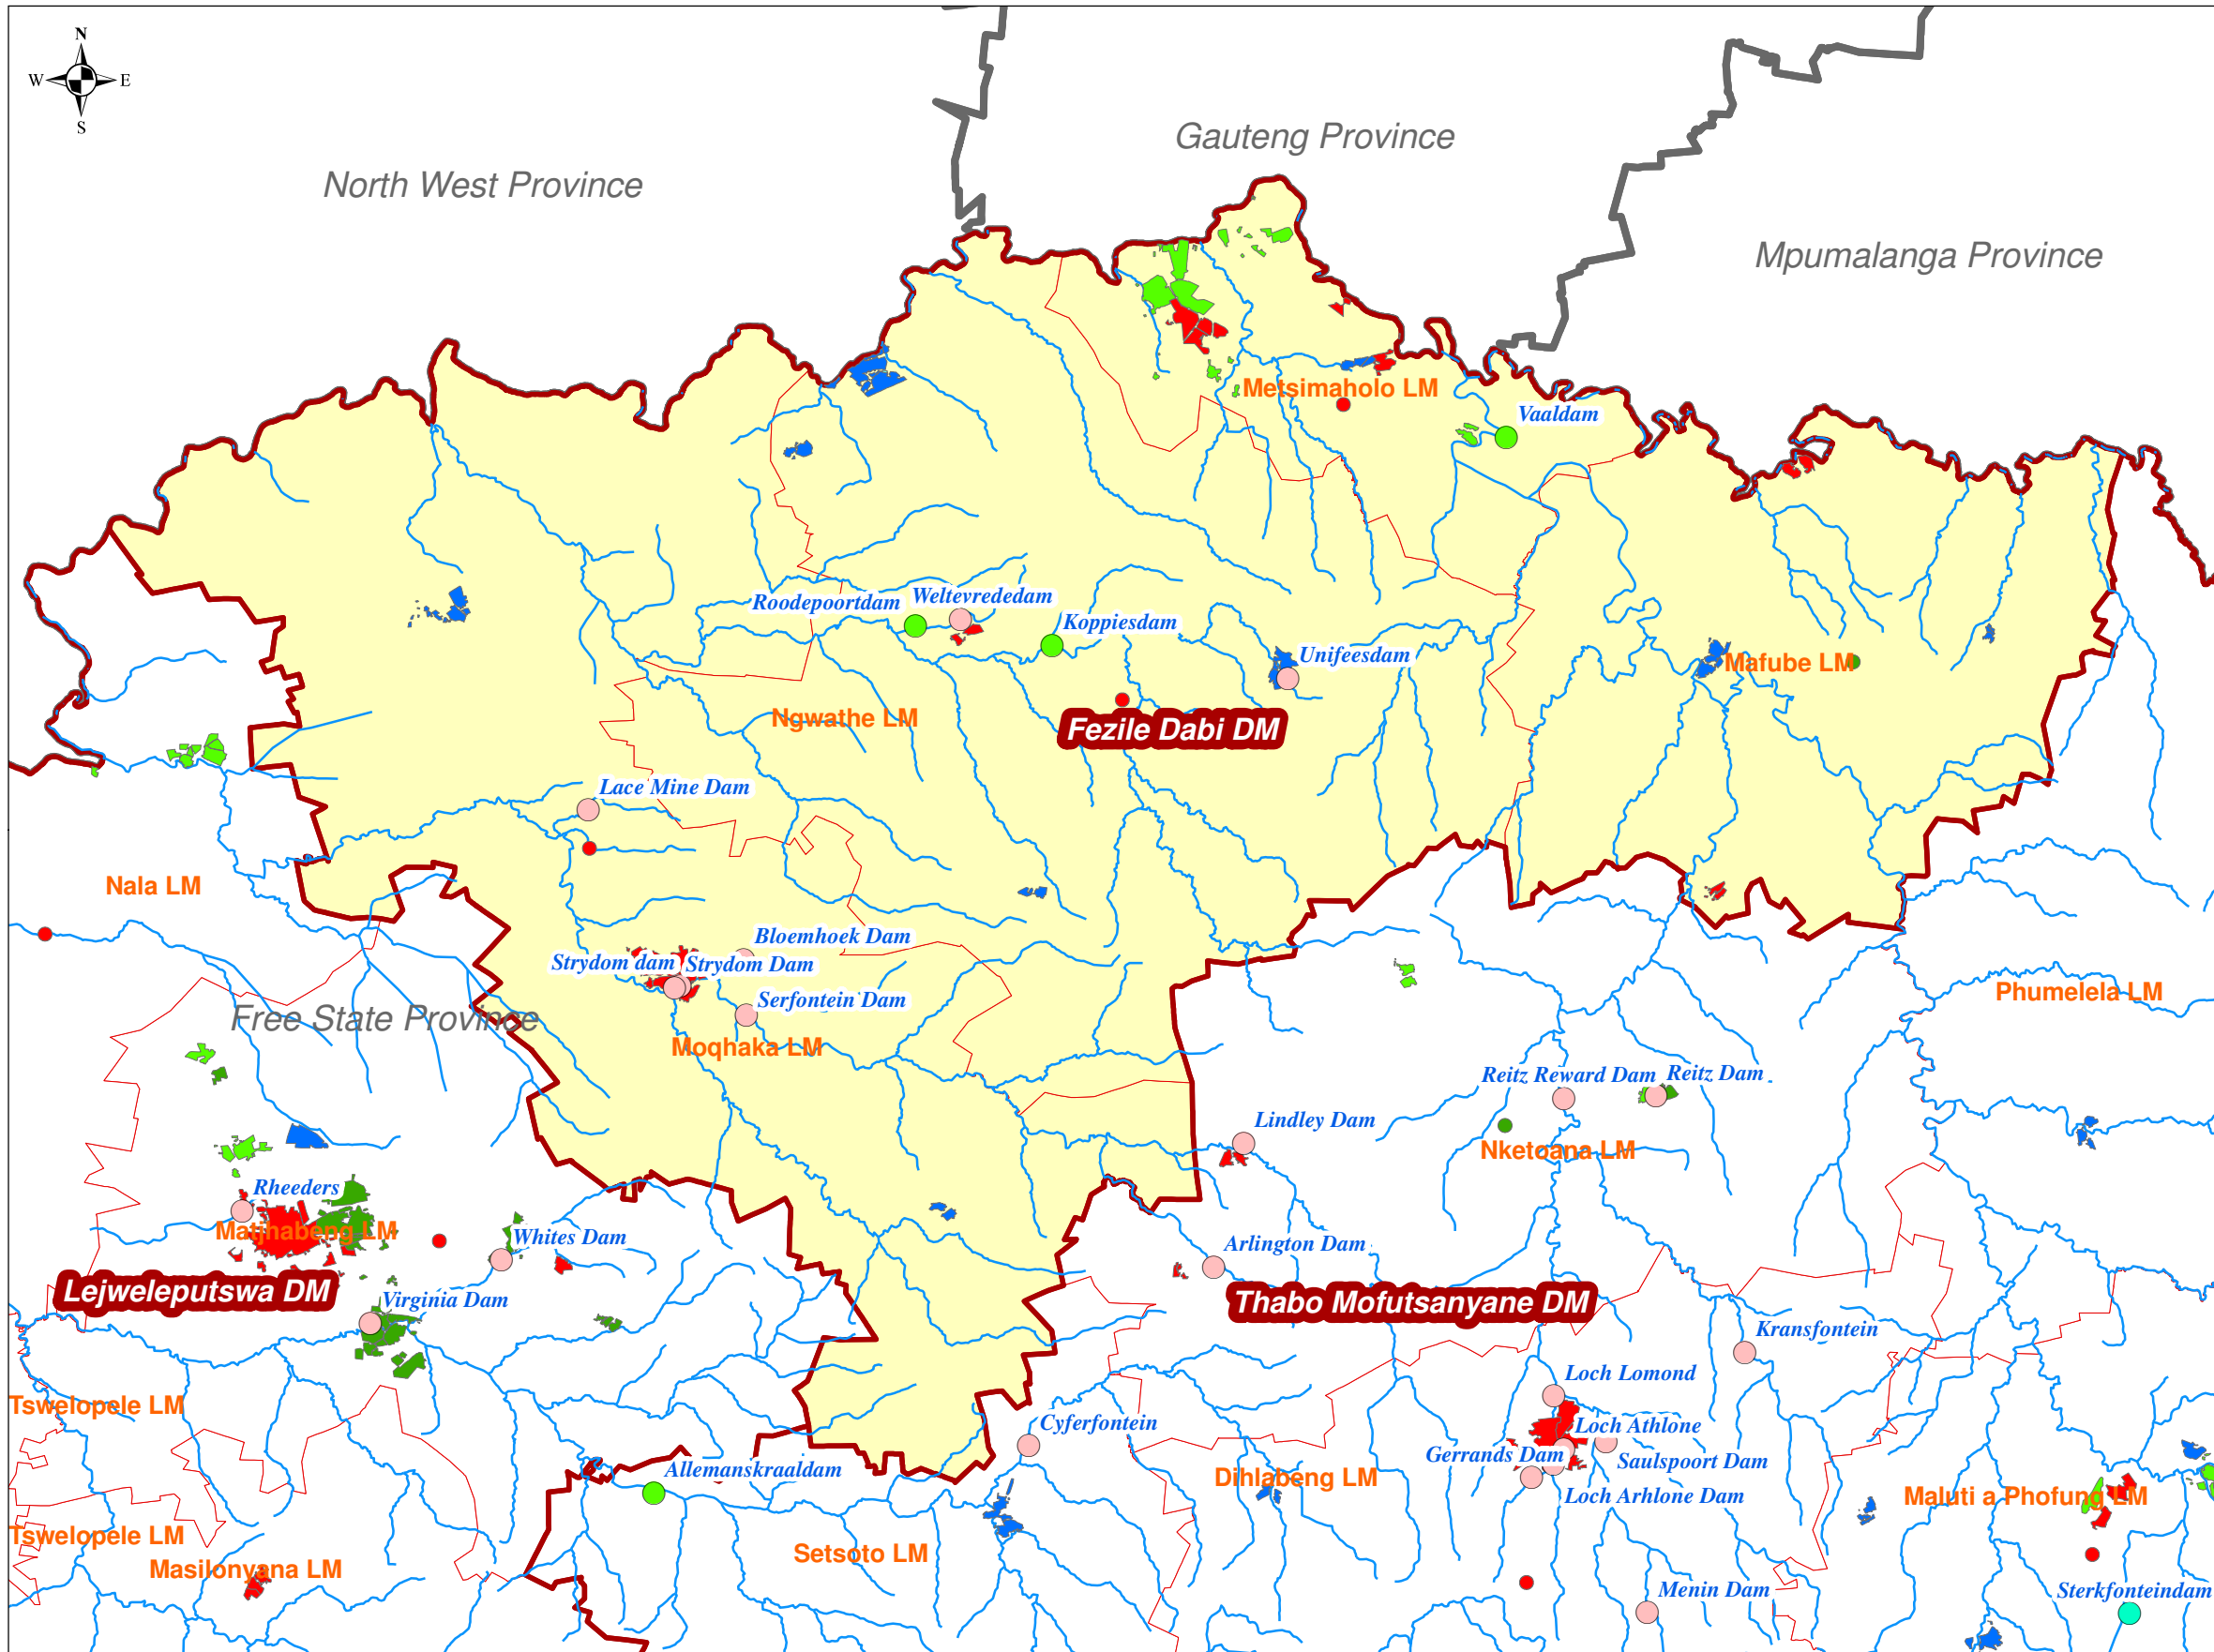 N
W E
S
Gauteng Province
North West Province
Mpumalanga Province
Metsimaholo LM
Vaaldam
Weltevrededam
Roodepoortdam
Koppiesdam
Unifeesdam
Mafube LM
Ngwathe LM
Fezile Dabi DM
Lace Mine Dam
Nala LM
Bloemhoek Dam
Strydom dam
Strydom Dam
Serfontein Dam
Phumelela LM
Free State Province
Moqhaka LM
Reitz Reward Dam
Reitz Dam
Lindley Dam
Nketoana LM
Rheeders
Matjhabeng LM
Whites Dam
Arlington Dam
Lejweleputswa DM
Virginia Dam
Thabo Mofutsanyane DM
Kransfontein
Loch Lomond
Tswelopele LM
Cyferfontein
Loch Athlone
Gerrands Dam
Saulspoort Dam
Allemanskraaldam
Dihlabeng LM
Loch Arhlone Dam
Maluti a Phofung LM
Tswelopele LM
Setsoto LM
Masilonyana LM
Menin Dam
Sterkfonteindam